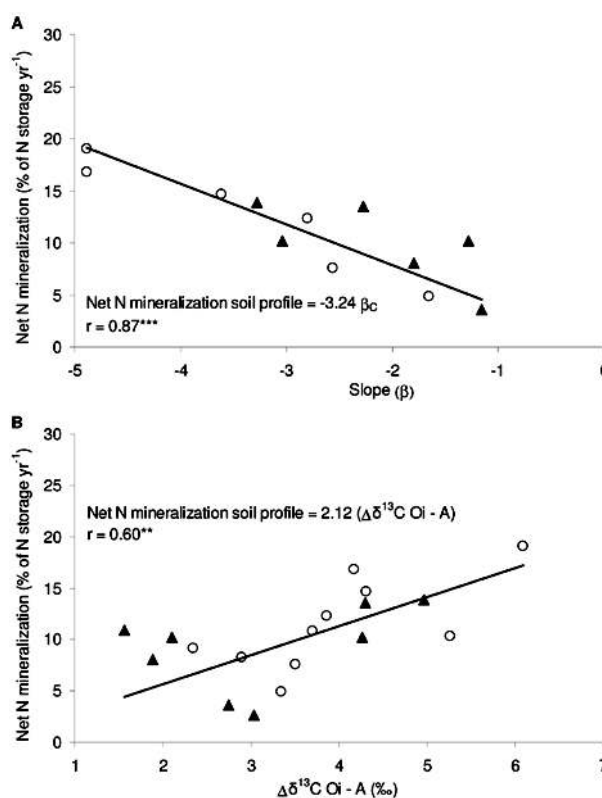 A
Net N mineralization (% of N storage yr⁻¹)
30
25
20
15
10
5
0
Net N mineralization soil profile = -3.24 βC
r = 0.87***
-5 -4 -3 -2 -1 0
Slope (β)
B
Net N mineralization (% of N storage yr⁻¹)
30
25
20
15
10
5
0
Net N mineralization soil profile = 2.12 (Δδ¹³C Oi - A)
r = 0.60**
1 2 3 4 5 6 7
Δδ¹³C Oi - A (‰)